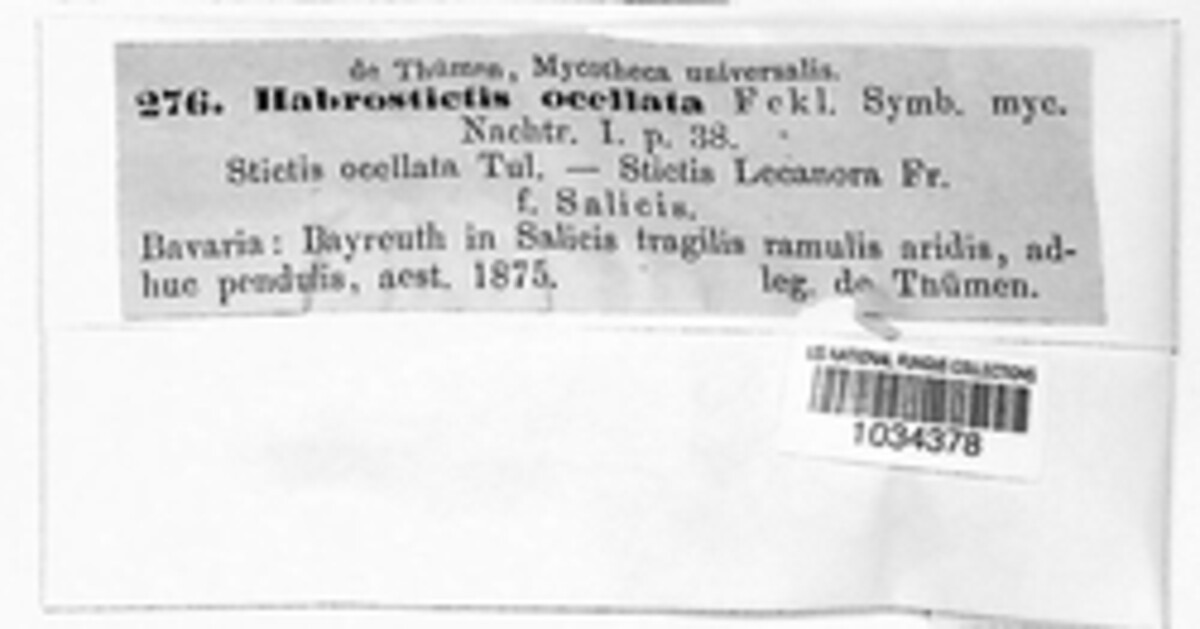 de Thümen, Mycotheca universalis.
276. Habrostictis ocellata Fckl. Symb. myc.
Nachtr. I. p. 38.
Stictis ocellata Tul. — Stictis Lecanora Fr.
f. Salicis.
Bavaria: Bayreuth in Salicis fragilis ramulis aridis, ad-
huc pendulis, aest. 1875. leg. de Thümen.
US NATIONAL FUNGUS COLLECTIONS
1034378